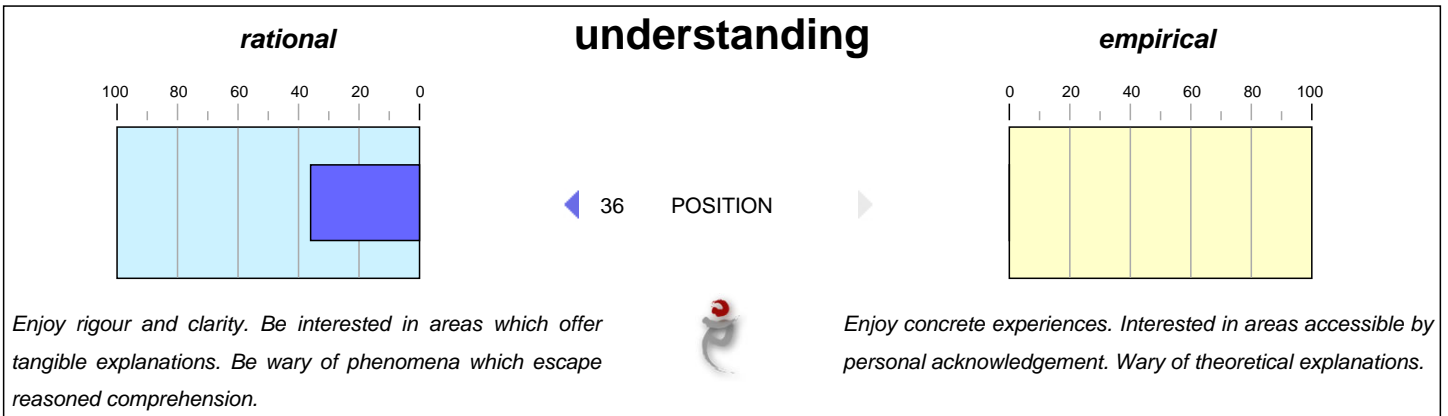 rational understanding empirical
100 80 60 40 20 0 0 20 40 60 80 100
36 POSITION
Enjoy rigour and clarity. Be interested in areas which offer
tangible explanations. Be wary of phenomena which escape
reasoned comprehension.
Enjoy concrete experiences. Interested in areas accessible by
personal acknowledgement. Wary of theoretical explanations.